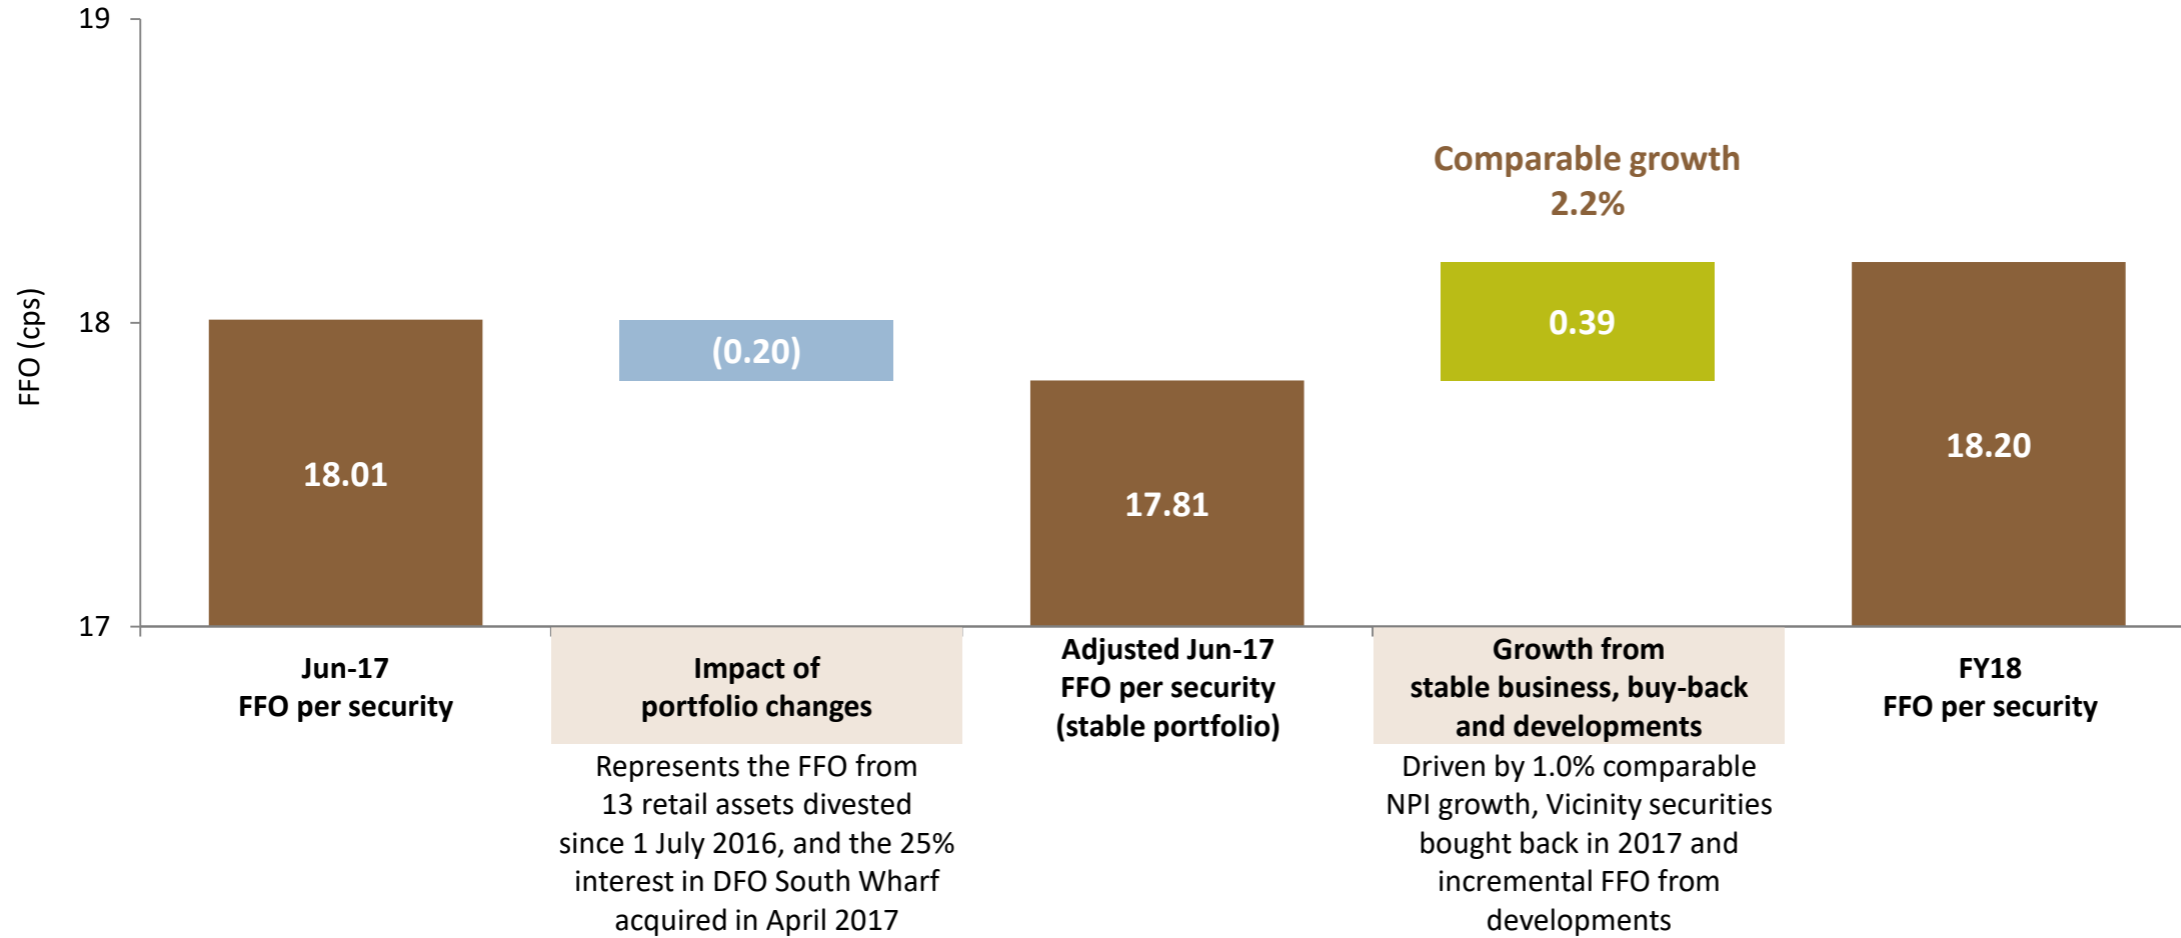 19
18
17
FFO (cps)
Comparable growth
2.2%
18.01
(0.20)
17.81
0.39
18.20
Jun-17
FFO per security
Impact of
portfolio changes
Represents the FFO from
13 retail assets divested
since 1 July 2016, and the 25%
interest in DFO South Wharf
acquired in April 2017
Adjusted Jun-17
FFO per security
(stable portfolio)
Growth from
stable business, buy-back
and developments
Driven by 1.0% comparable
NPI growth, Vicinity securities
bought back in 2017 and
incremental FFO from
developments
FY18
FFO per security